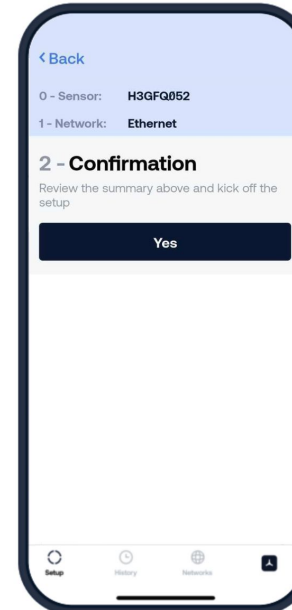 Back
0 - Sensor: H3GFQ052
1 - Network: Ethernet
2 - Confirmation
Review the summary above and kick off the
setup
Yes
Setup History Networks